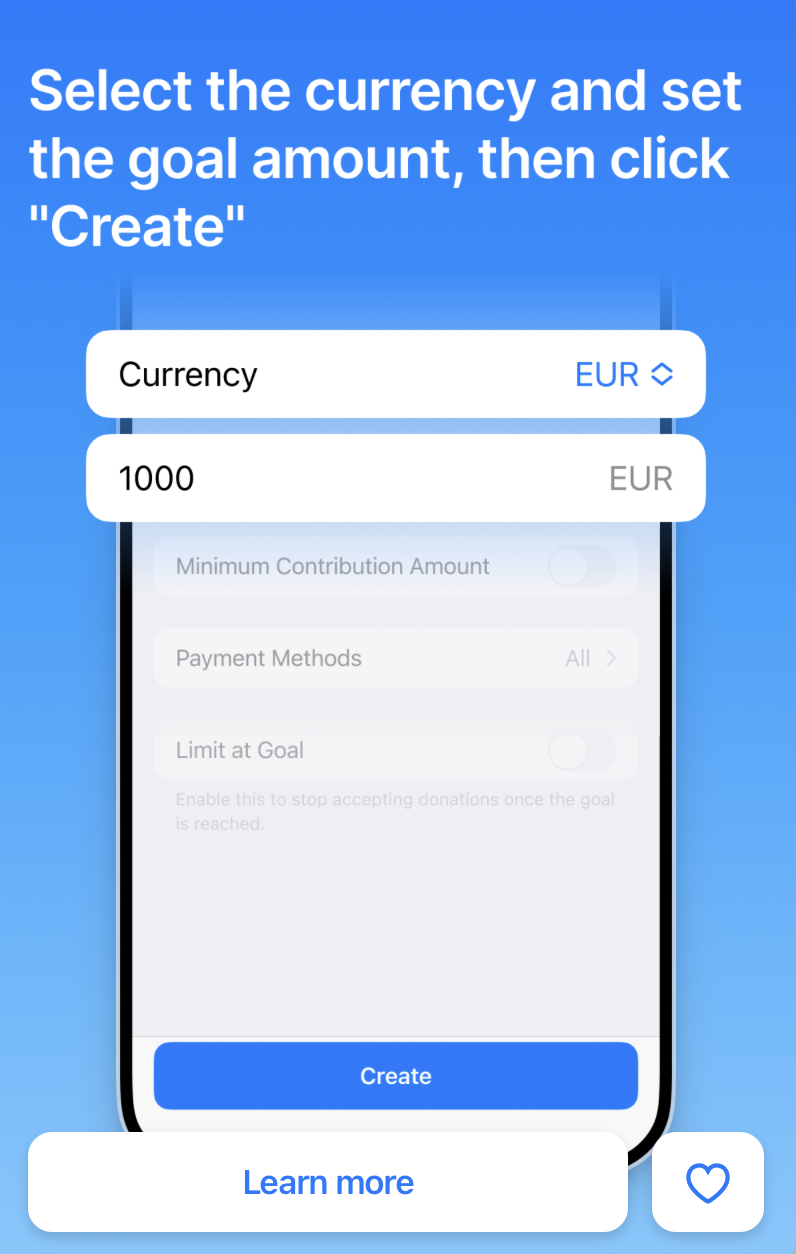 Select the currency and set
the goal amount, then click
"Create"
Currency EUR
1000 EUR
Minimum Contribution Amount
Payment Methods All
Limit at Goal
Enable this to stop accepting donations once the goal
is reached.
Create
Learn more